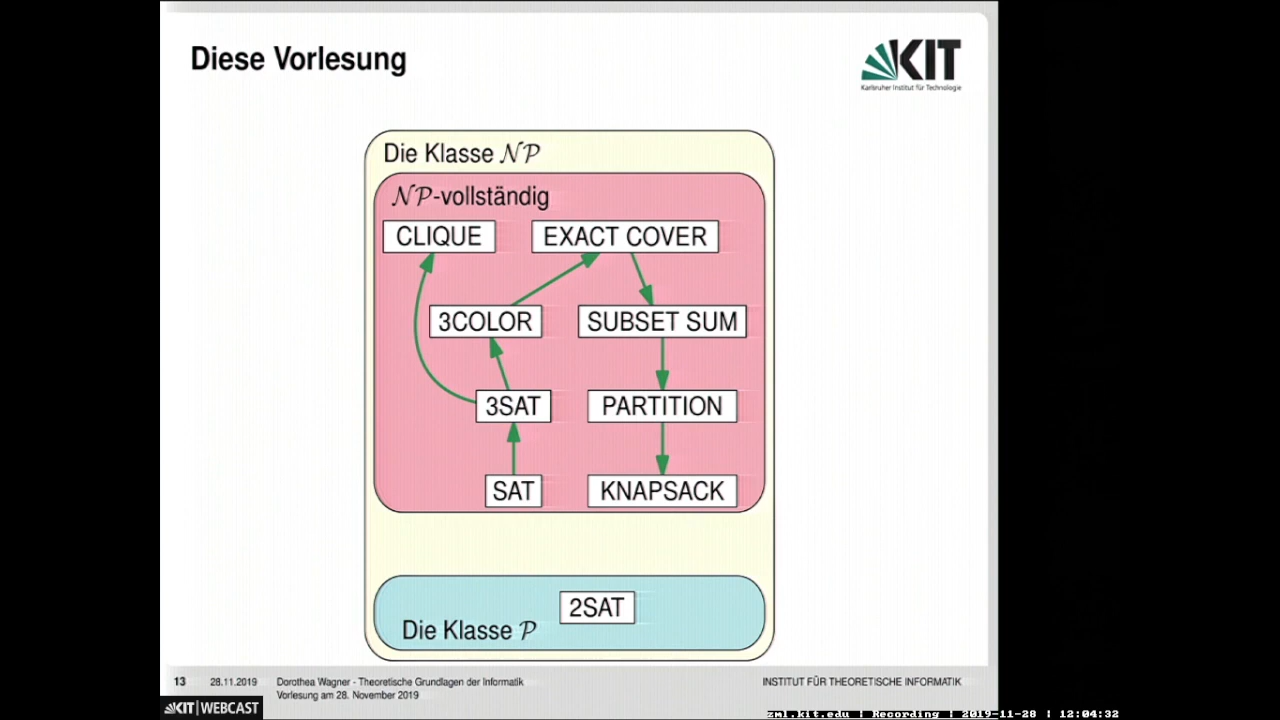 Diese Vorlesung
KIT
Karlsruher Institut für Technologie
Die Klasse 𝒩𝒫
𝒩𝒫-vollständig
CLIQUE
EXACT COVER
3COLOR
SUBSET SUM
3SAT
PARTITION
SAT
KNAPSACK
2SAT
Die Klasse 𝒫
13 28.11.2019 Dorothea Wagner - Theoretische Grundlagen der Informatik
Vorlesung am 28. November 2019
INSTITUT FÜR THEORETISCHE INFORMATIK
KIT | WEBCAST
zml.kit.edu | Recording | 2019-11-28 | 12:04:32